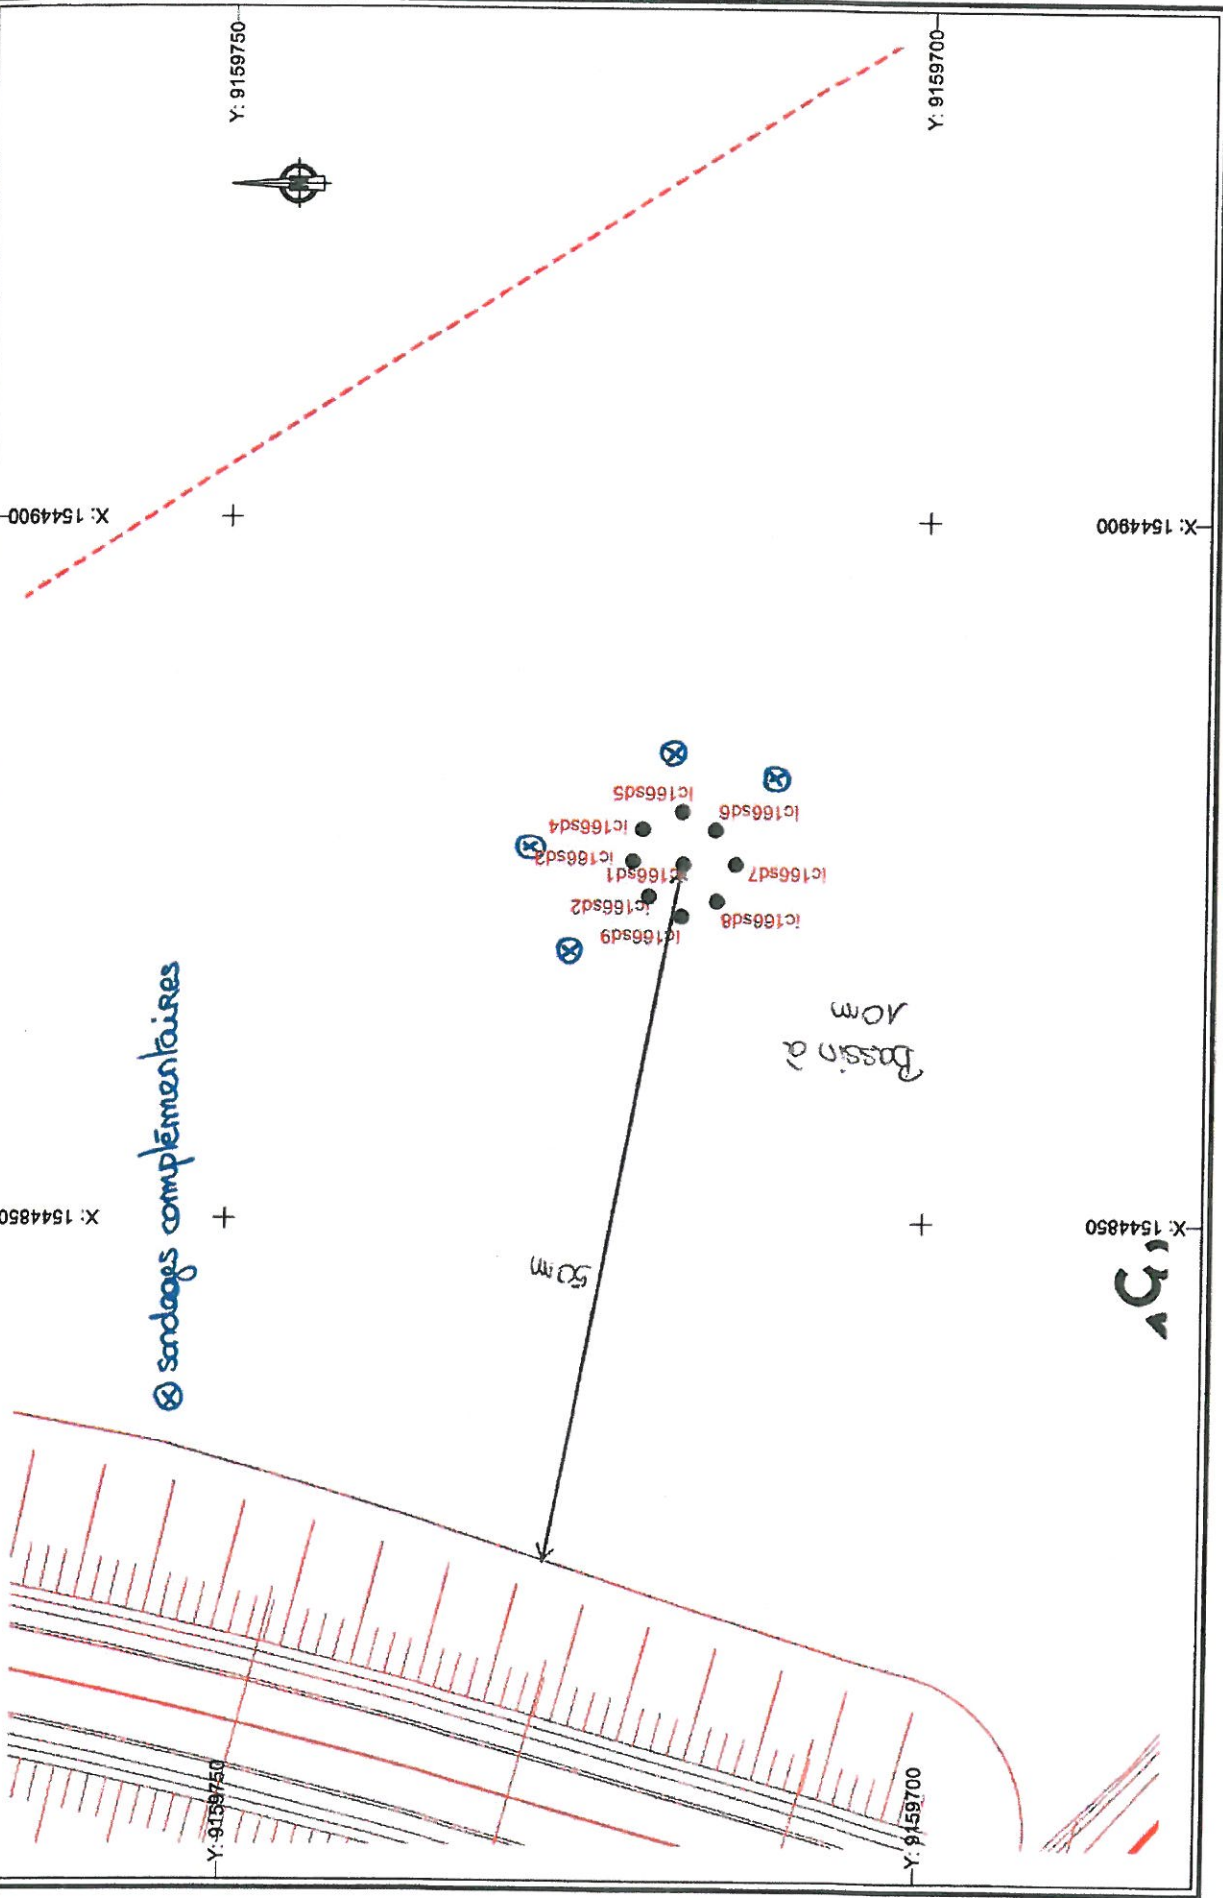 Y: 9159750
Y: 9159700
X: 1544900
X: 1544900
ic166sd5
ic166sd4
ic166sd6
ic166sd3
ic166sd1
ic166sd7
ic166sd2
ic166sd8
ic166sd9
Bassin à
10m
50m
⊗ sondages complémentaires
X: 1544850
X: 1544850
Y: 9159750
Y: 9159700